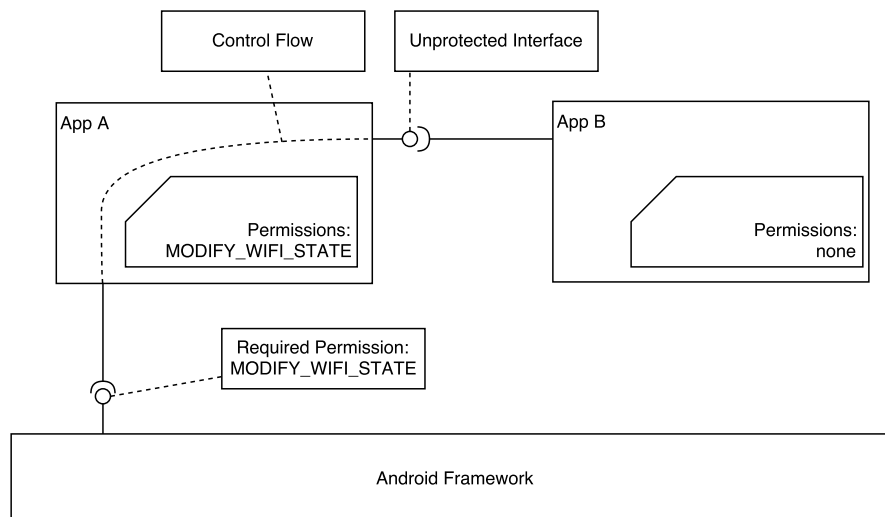 Control Flow
Unprotected Interface
App A
App B
Permissions:
MODIFY_WIFI_STATE
Permissions:
none
Required Permission:
MODIFY_WIFI_STATE
Android Framework